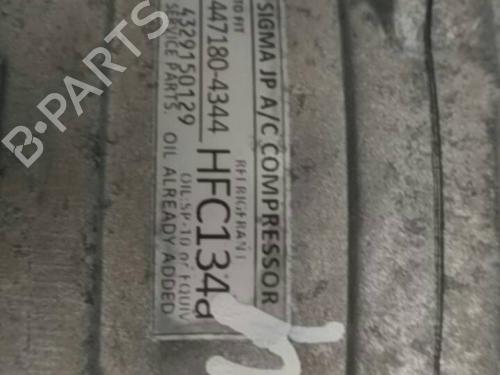 SIGMA JP A/C COMPRESSOR
TO FIT
447180-4344
REFRIGERANT
HFC134a
4329150129
OIL:SP-10 or EQUIV
SERVICE PARTS. OIL ALREADY ADDED
B-PARTS